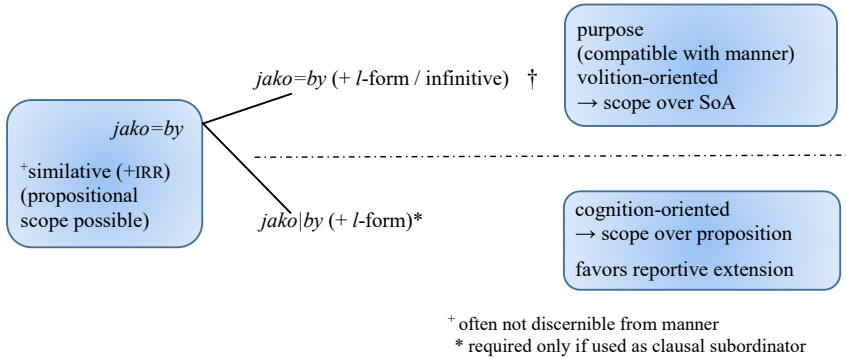 jako=by
+similative (+IRR)
(propositional
scope possible)
jako=by (+ l-form / infinitive) †
purpose
(compatible with manner)
volition-oriented
→ scope over SoA
jako|by (+ l-form)*
cognition-oriented
→ scope over proposition
favors reportive extension
+ often not discernible from manner
* required only if used as clausal subordinator